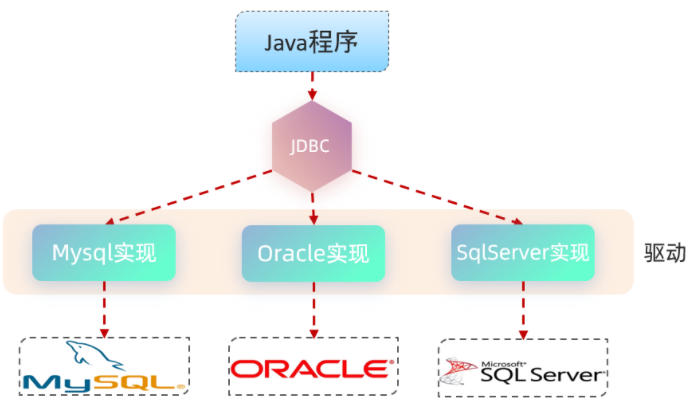 Java程序
JDBC
Mysql实现
Oracle实现
SqlServer实现
驱动
MySQL®
ORACLE®
Microsoft®
SQL Server®